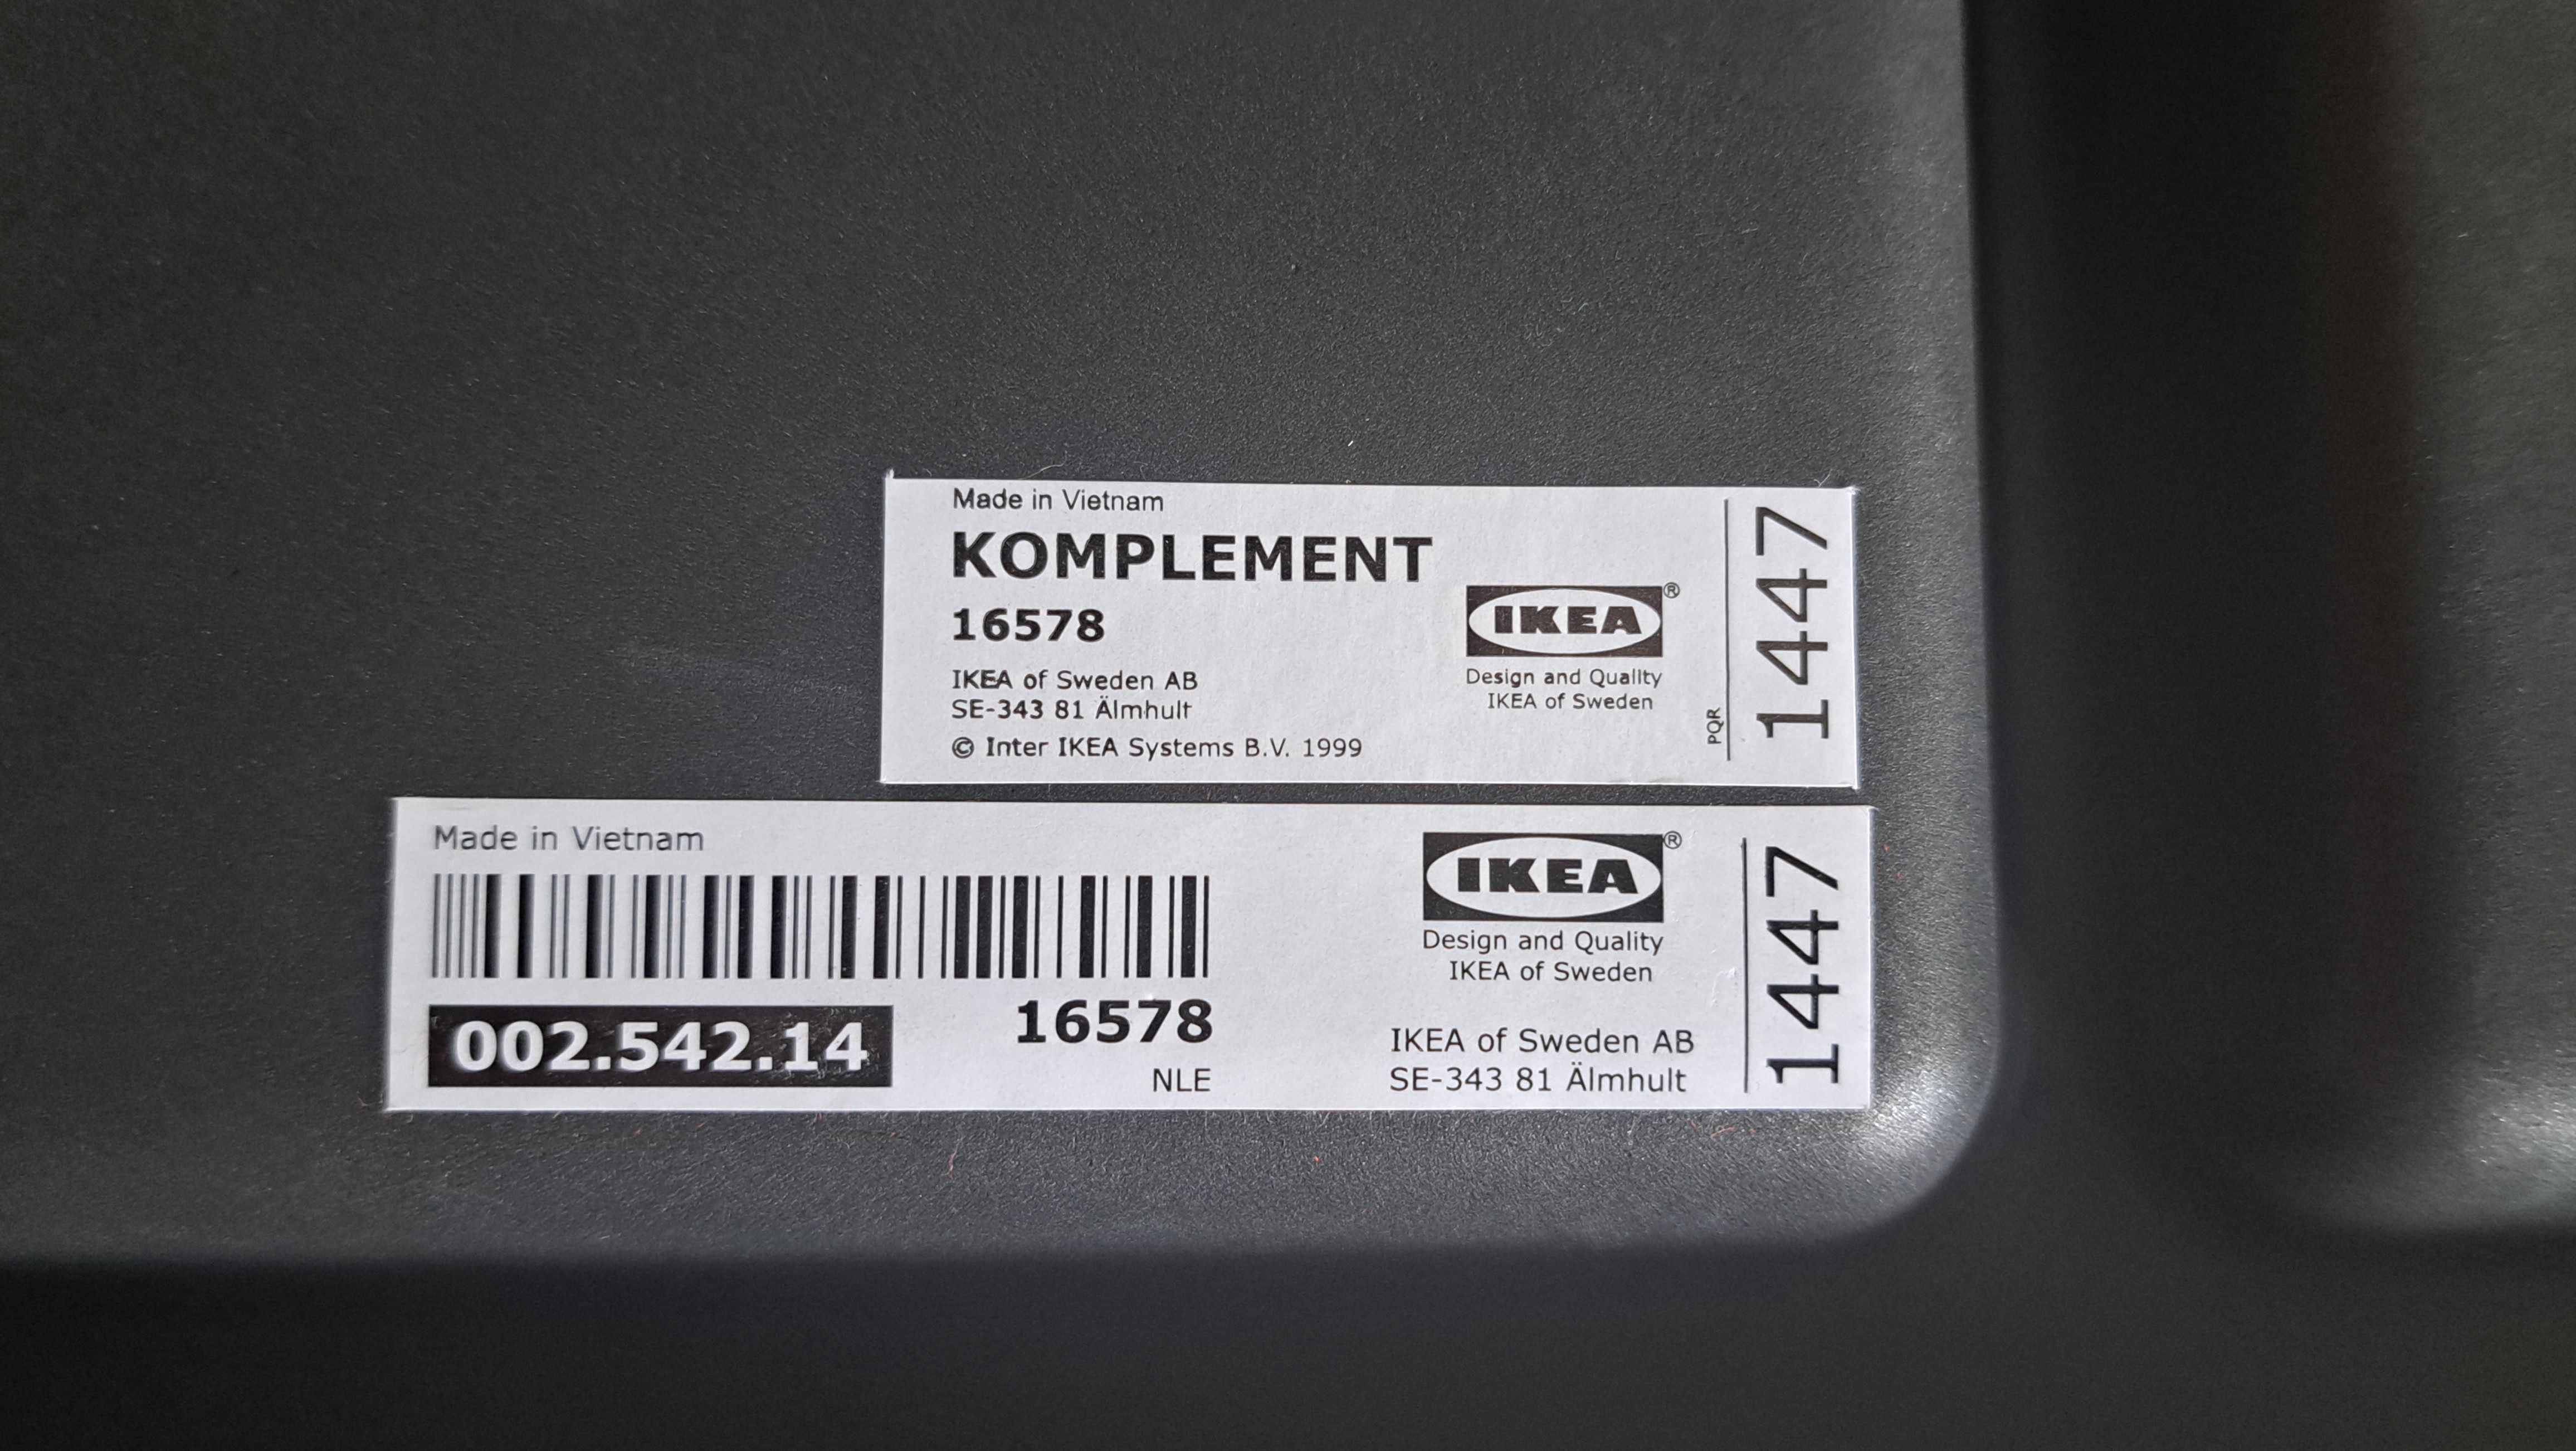 Made in Vietnam
KOMPLEMENT
16578
IKEA of Sweden AB
SE-343 81 Älmhult
© Inter IKEA Systems B.V. 1999
IKEA®
Design and Quality
IKEA of Sweden
PQR
1447
Made in Vietnam
002.542.14
16578
NLE
IKEA®
Design and Quality
IKEA of Sweden
IKEA of Sweden AB
SE-343 81 Älmhult
1447